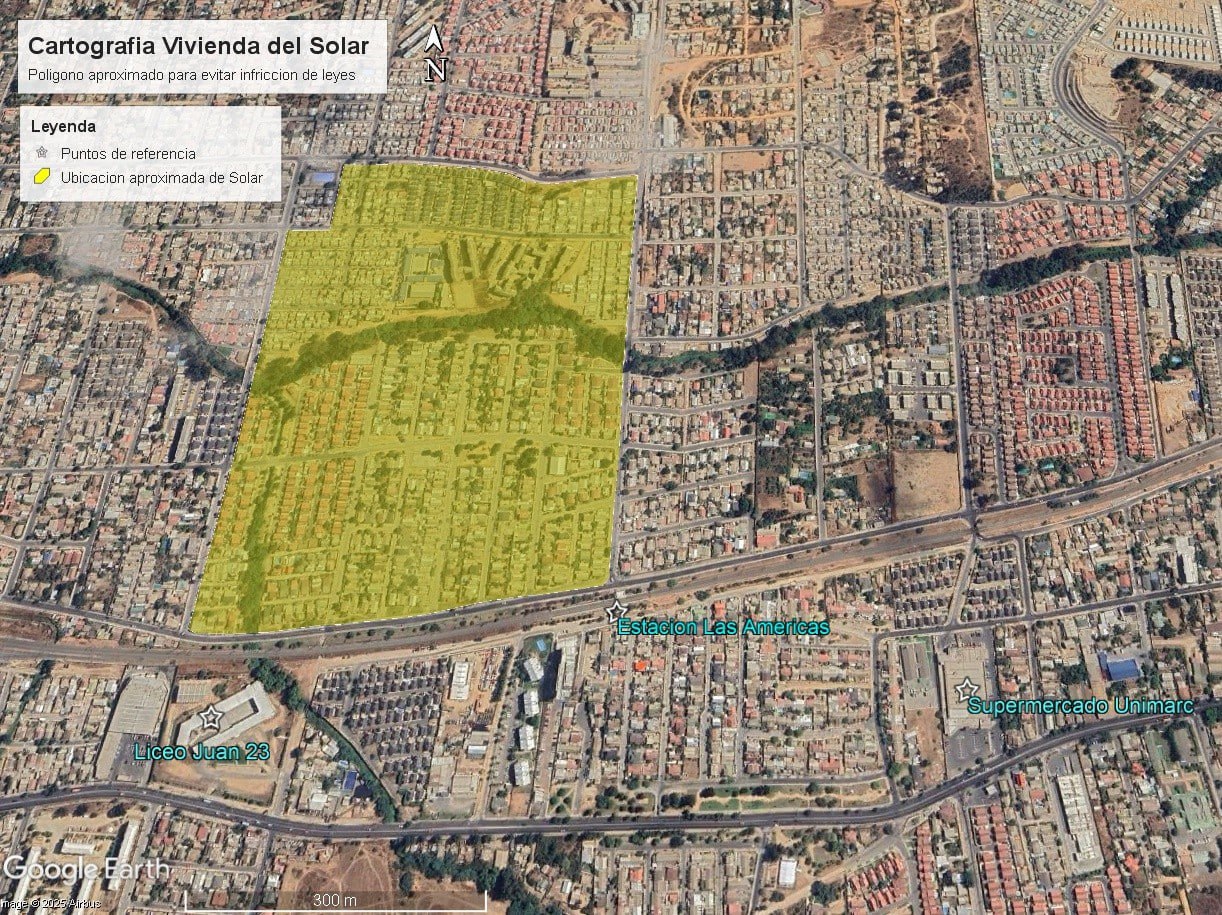 Cartografia Vivienda del Solar
Poligono aproximado para evitar infriccion de leyes
N
Leyenda
Puntos de referencia
Ubicacion aproximada de Solar
Estacion Las Americas
Supermercado Unimarc
Liceo Juan 23
Google Earth
mage © 2025 Airbus
300 m